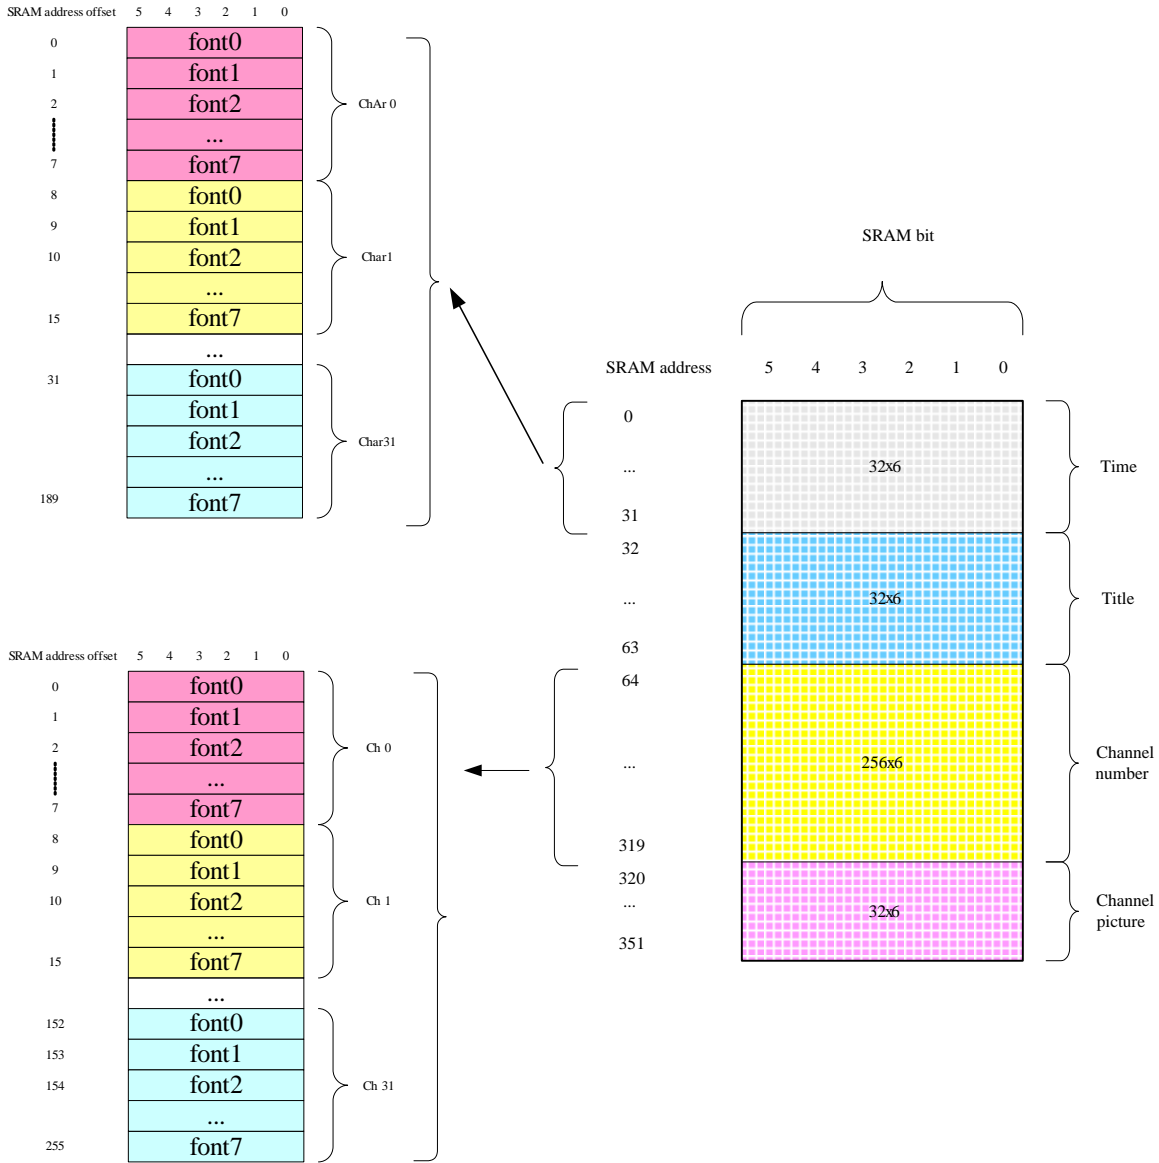 SRAM address offset 5 4 3 2 1 0
0 font0
1 font1
2 font2
ChAr 0
...
7 font7
8 font0
9 font1
10 font2
Char1
...
15 font7
...
31 font0
font1
font2
Char31
...
189 font7
SRAM bit
SRAM address 5 4 3 2 1 0
0
... 32x6 Time
31
32
... 32x6 Title
63
64
... 256x6 Channel
number
319
320
... 32x6 Channel
picture
351
SRAM address offset 5 4 3 2 1 0
0 font0
1 font1
2 font2
Ch 0
...
7 font7
8 font0
9 font1
10 font2
Ch 1
...
15 font7
...
152 font0
153 font1
154 font2
Ch 31
...
255 font7